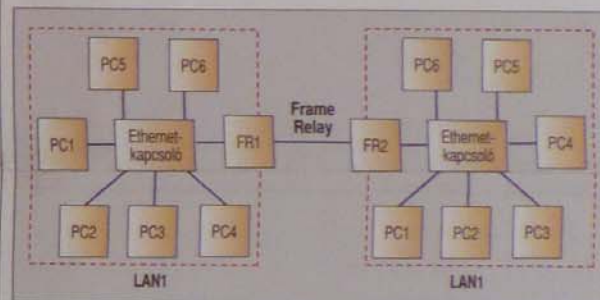 PC5
PC6
PC1
Ethernet-
kapcsoló
FR1
PC2
PC3
PC4
LAN1
Frame
Relay
PC6
PC5
FR2
Ethernet-
kapcsoló
PC4
PC1
PC2
PC3
LAN1